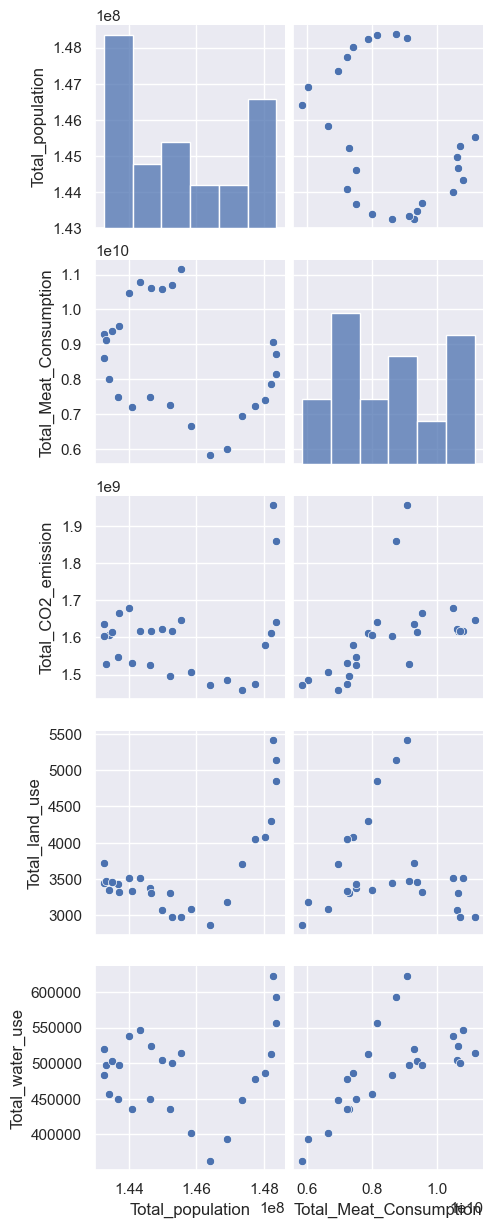 1e8
1.48
1.47
1.46
1.45
1.44
1.43
Total_population
1e10
1.1
1.0
0.9
0.8
0.7
0.6
Total_Meat_Consumption
1e9
1.9
1.8
1.7
1.6
1.5
Total_CO2_emission
5500
5000
4500
4000
3500
3000
Total_land_use
600000
550000
500000
450000
400000
Total_water_use
1.44 1.46 1.48
Total_population
1e8
0.6 0.8 1.0
Total_Meat_Consumption
1e10